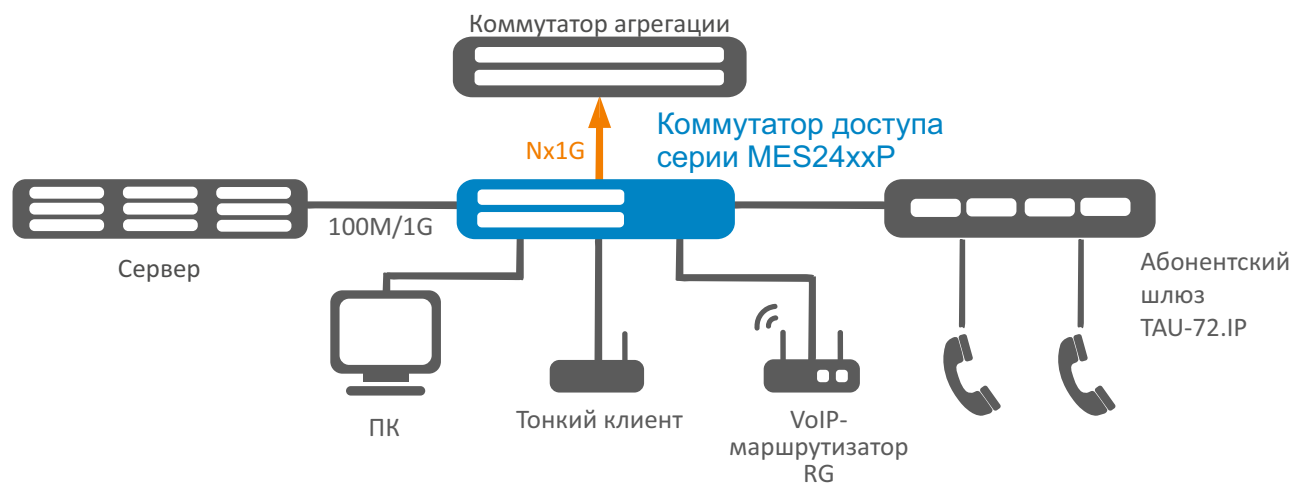 Коммутатор агрегации
Nx1G
Коммутатор доступа
серии MES24xxP
100M/1G
Сервер
Абонентский
шлюз
TAU-72.IP
ПК
Тонкий клиент
VoIP-
маршрутизатор
RG